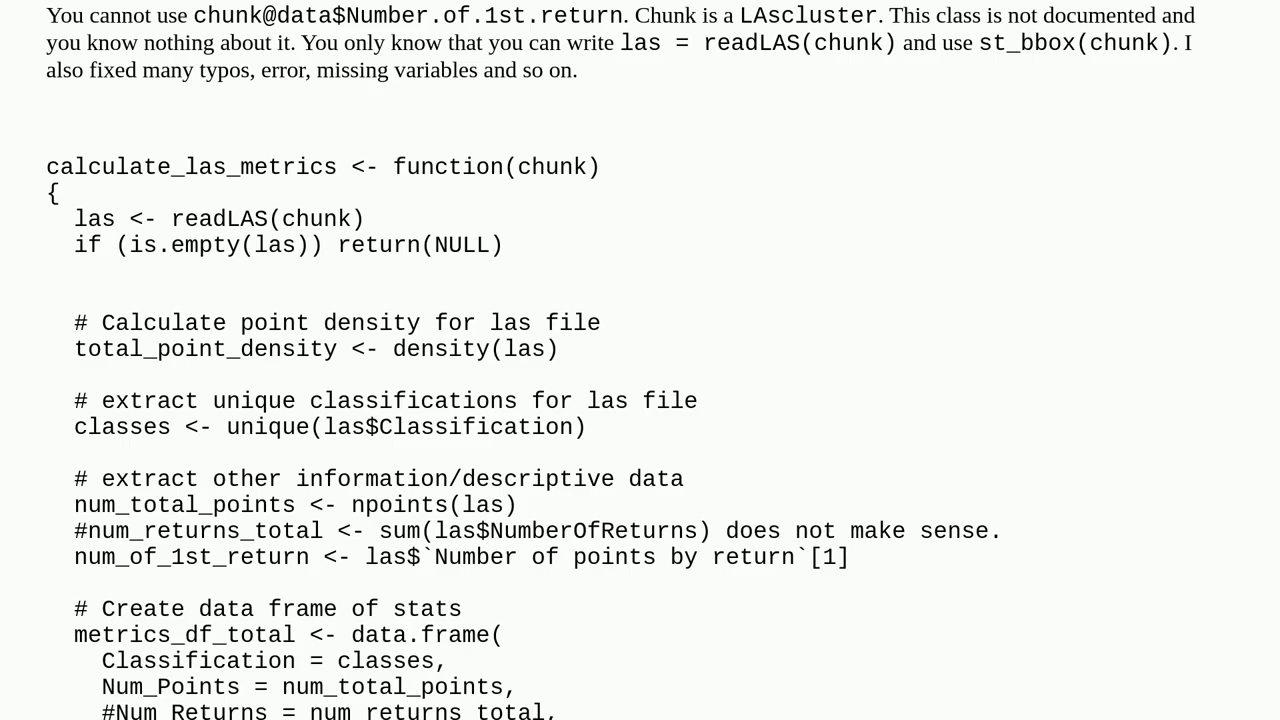 You cannot use chunk@data$Number.of.1st.return. Chunk is a LAScluster. This class is not documented and
you know nothing about it. You only know that you can write las = readLAS(chunk) and use st_bbox(chunk). I
also fixed many typos, error, missing variables and so on.
calculate_las_metrics <- function(chunk)
{
  las <- readLAS(chunk)
  if (is.empty(las)) return(NULL)
  # Calculate point density for las file
  total_point_density <- density(las)
  # extract unique classifications for las file
  classes <- unique(las$Classification)
  # extract other information/descriptive data
  num_total_points <- npoints(las)
  #num_returns_total <- sum(las$NumberOfReturns) does not make sense.
  num_of_1st_return <- las$`Number of points by return`[1]
  # Create data frame of stats
  metrics_df_total <- data.frame(
    Classification = classes,
    Num_Points = num_total_points,
    #Num_Returns = num_returns_total,